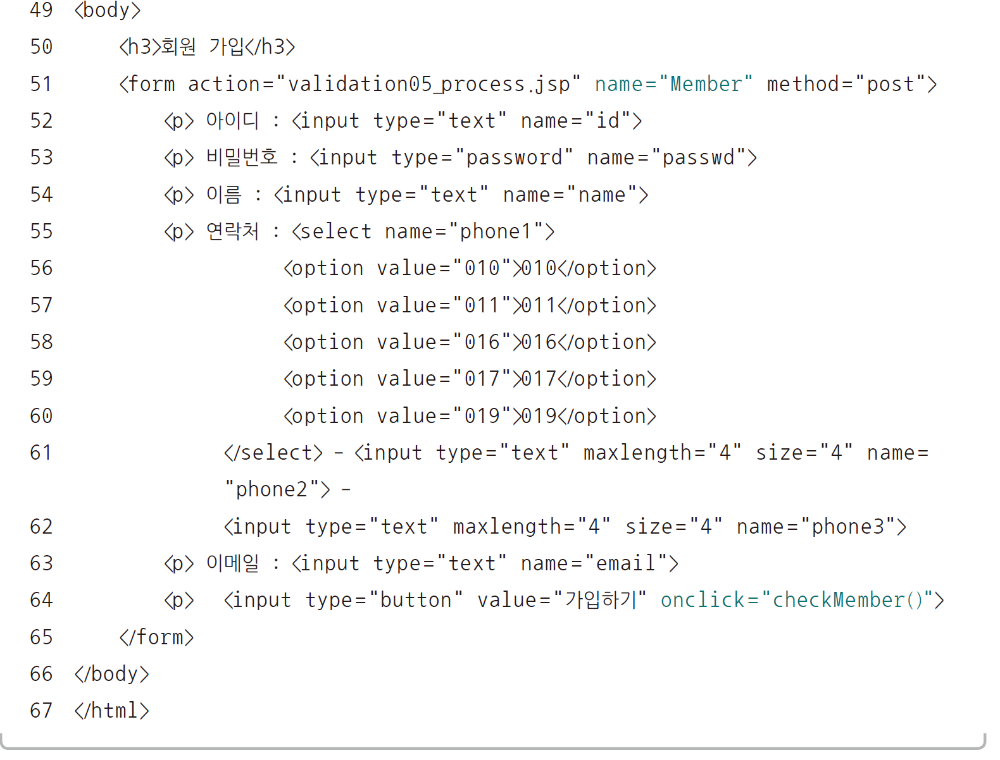 49 <body>
50 <h3>회원 가입</h3>
51 <form action="validation05_process.jsp" name="Member" method="post">
52 <p> 아이디 : <input type="text" name="id">
53 <p> 비밀번호 : <input type="password" name="passwd">
54 <p> 이름 : <input type="text" name="name">
55 <p> 연락처 : <select name="phone1">
56 <option value="010">010</option>
57 <option value="011">011</option>
58 <option value="016">016</option>
59 <option value="017">017</option>
60 <option value="019">019</option>
61 </select> - <input type="text" maxlength="4" size="4" name=
"phone2"> -
62 <input type="text" maxlength="4" size="4" name="phone3">
63 <p> 이메일 : <input type="text" name="email">
64 <p> <input type="button" value="가입하기" onclick="checkMember()">
65 </form>
66 </body>
67 </html>